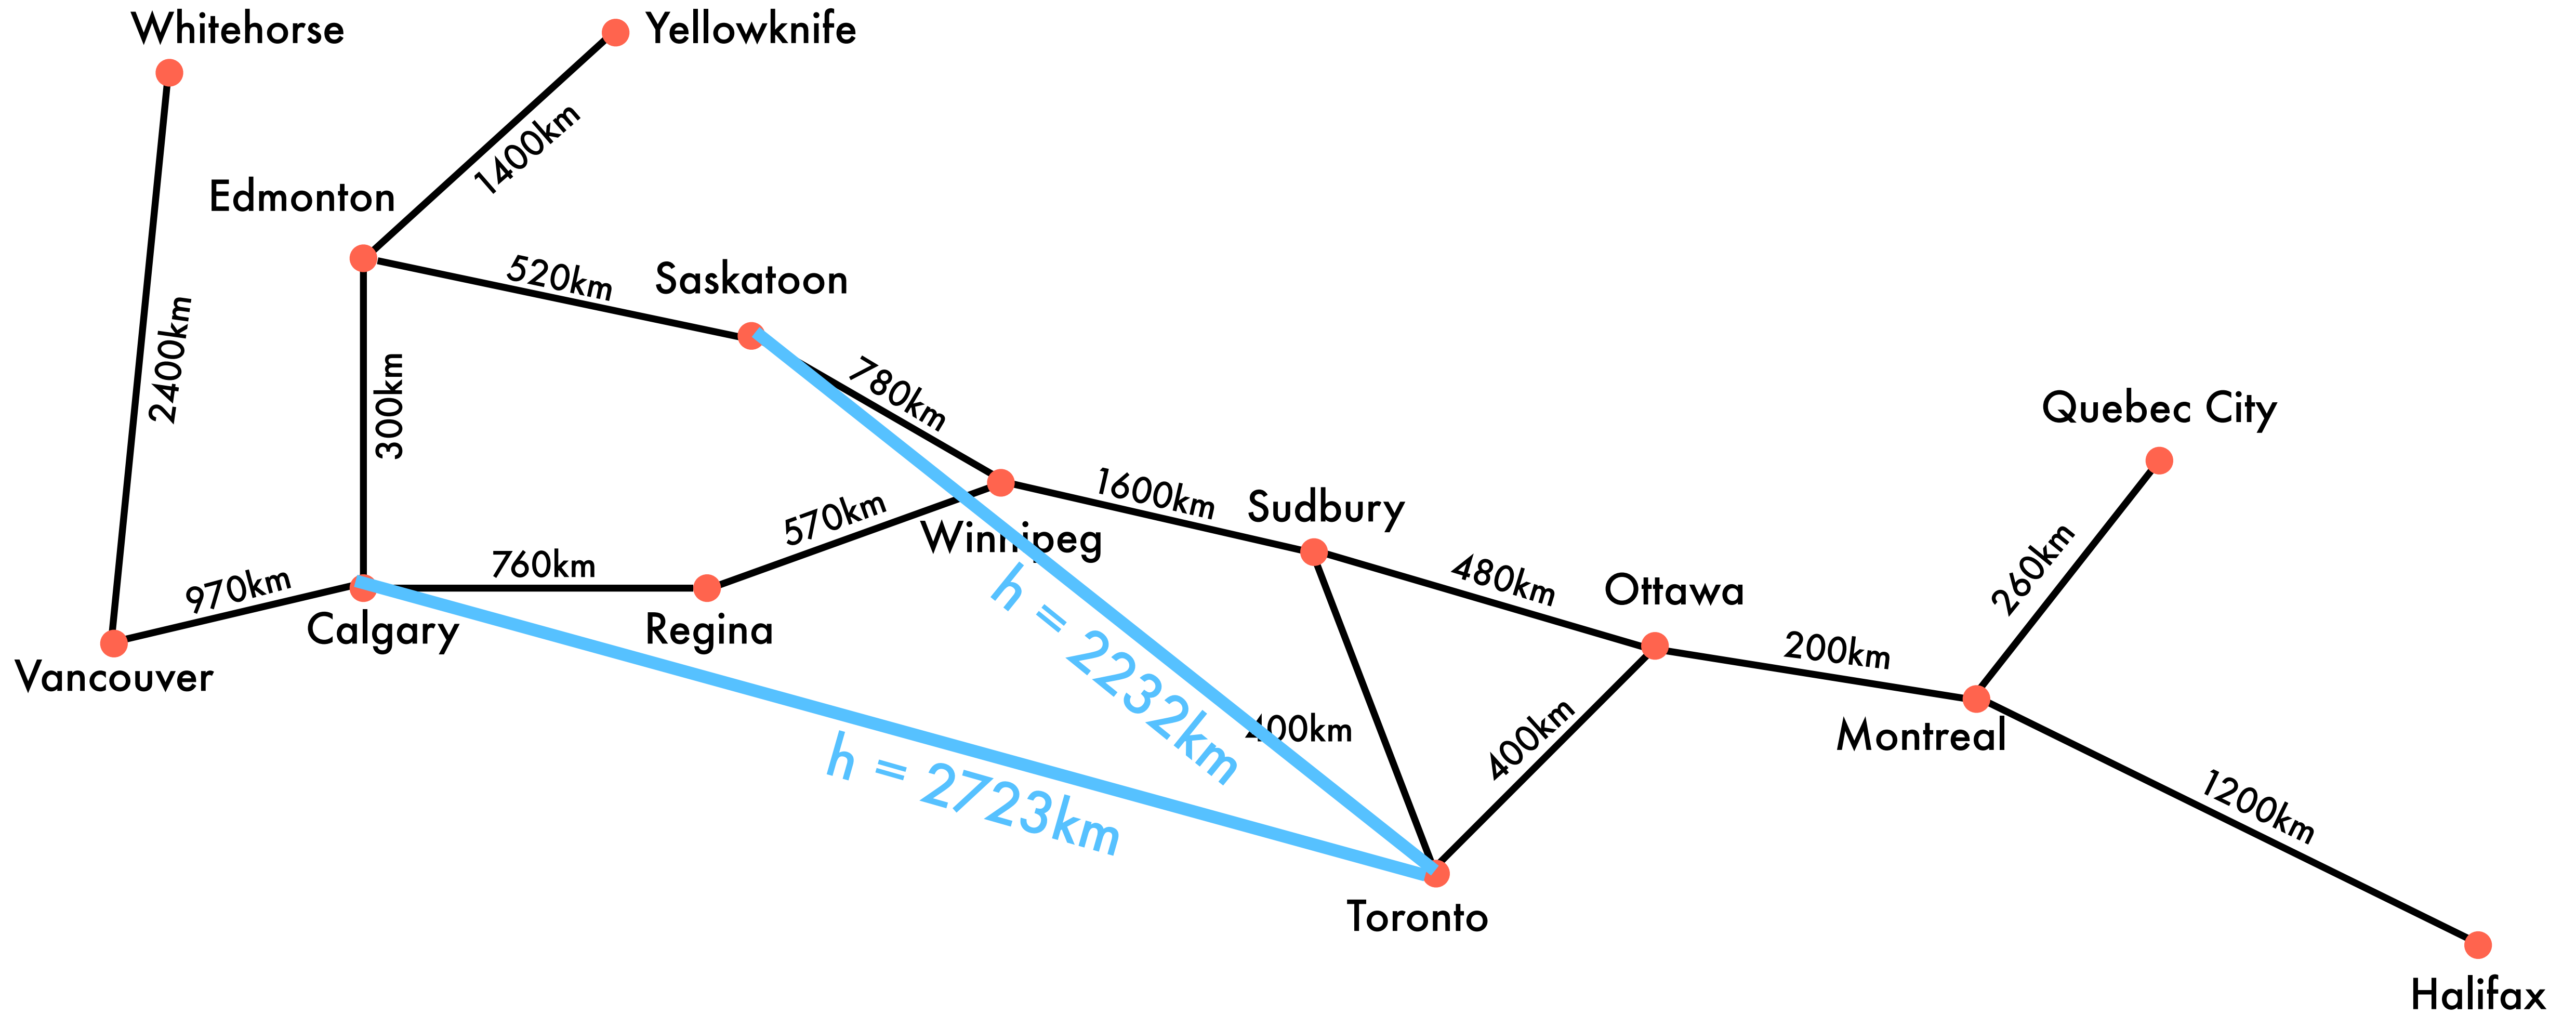 Whitehorse
Yellowknife
1400km
Edmonton
520km
Saskatoon
2400km
300km
780km
Quebec City
1600km
Sudbury
570km
Winnipeg
480km
260km
970km
760km
Ottawa
Calgary
Regina
200km
Vancouver
h = 2232km
400km
400km
Montreal
h = 2723km
1200km
Toronto
Halifax